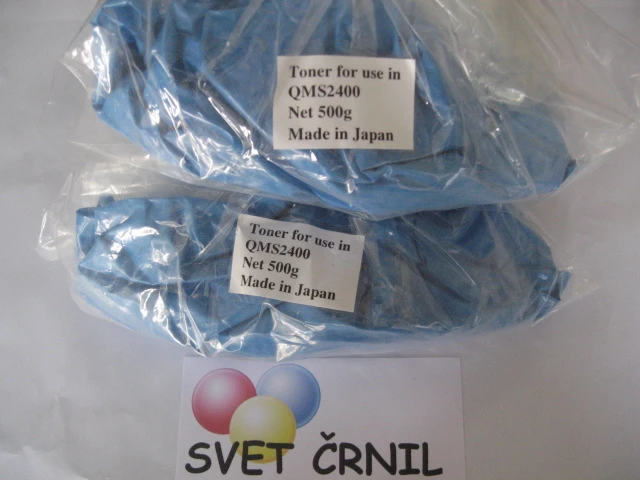 Toner for use in
QMS2400
Net 500g
Made in Japan
Toner for use in
QMS2400
Net 500g
Made in Japan
SVET ČRNIL